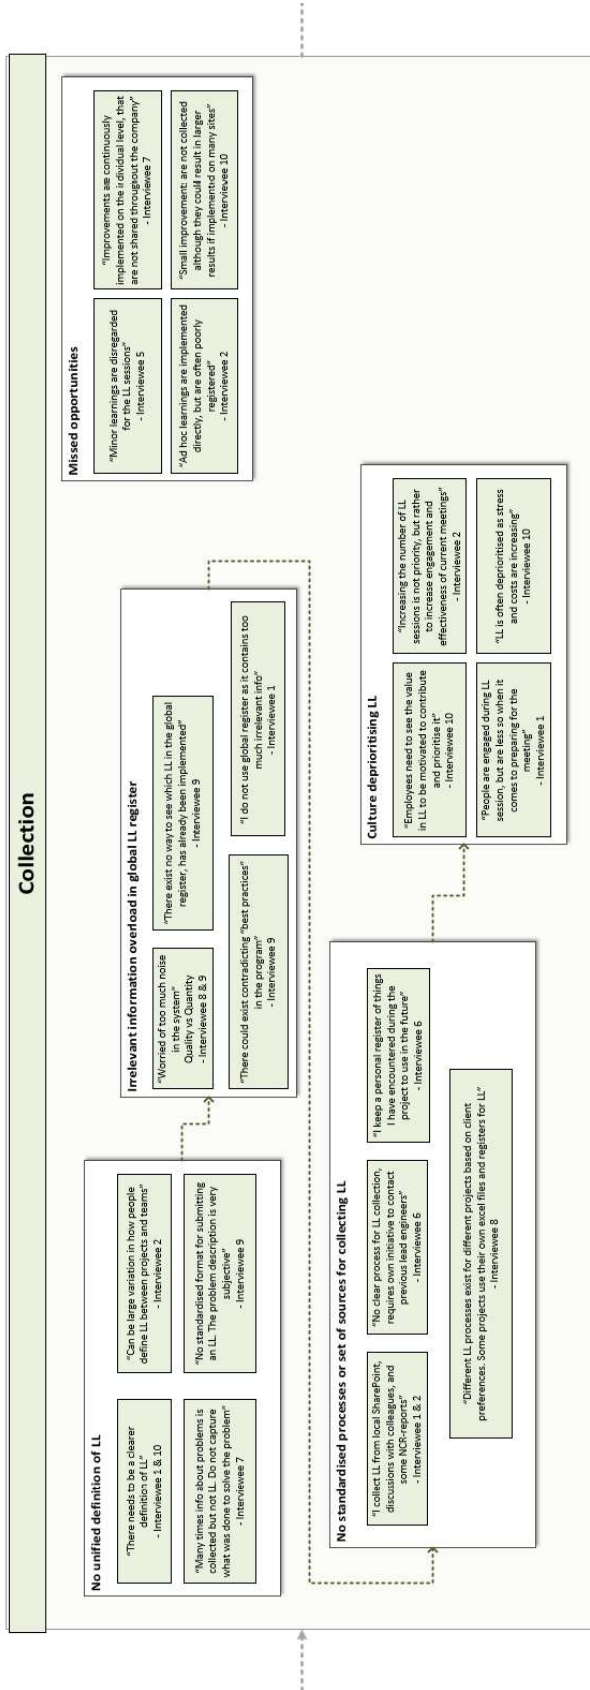 Collection
No unified definition of LL
"There needs to be a clearer
definition of LL"
- Interviewee 1 & 10
"Can be large variation in how people
define LL between projects and teams"
- Interviewee 2
"Many times info about problems is
collected but not LL. Do not capture
what was done to solve the problem"
- Interviewee 7
"No standardised format for submitting
an LL. The problem description is very
subjective"
- Interviewee 9
Irrelevant information overload in global LL register
"Worried of too much noise
in the system"
Quality vs Quantity
- Interviewee 8 & 9
"There exist no way to see which LL in the global
register, has already been implemented"
- Interviewee 9
"There could exist contradicting "best practices"
in the program"
- Interviewee 9
"I do not use global register as it contains too
much irrelevant info"
- Interviewee 1
Missed opportunities
"Minor learnings are disregarded
for the LL sessions"
- Interviewee 5
"Improvements are continuously
implemented on the individual level, that
are not shared throughout the company"
- Interviewee 7
"Ad hoc learnings are implemented
directly, but are often poorly
registered"
- Interviewee 2
"Small improvement: are not collected
although they could result in larger
results if implemented on many sites"
- Interviewee 10
No standardised processes or set of sources for collecting LL
"I collect LL from local SharePoint,
discussions with colleagues, and
some NCR-reports"
- Interviewee 1 & 2
"No clear process for LL collection,
requires own initiative to contact
previous lead engineers"
- Interviewee 6
"I keep a personal register of things
I have encountered during the
project to use in the future"
- Interviewee 6
"Different LL processes exist for different projects based on client
preferences. Some projects use their own excel files and registers for LL"
- Interviewee 8
Culture deprioritising LL
"Employees need to see the value
in LL to be motivated to contribute
and prioritise it"
- Interviewee 10
"Increasing the number of LL
sessions is not priority, but rather
to increase engagement and
effectiveness of current meetings"
- Interviewee 2
"People are engaged during LL
session, but are less so when it
comes to preparing for the
meeting"
- Interviewee 1
"LL is often deprioritised as stress
and costs are increasing"
- Interviewee 10